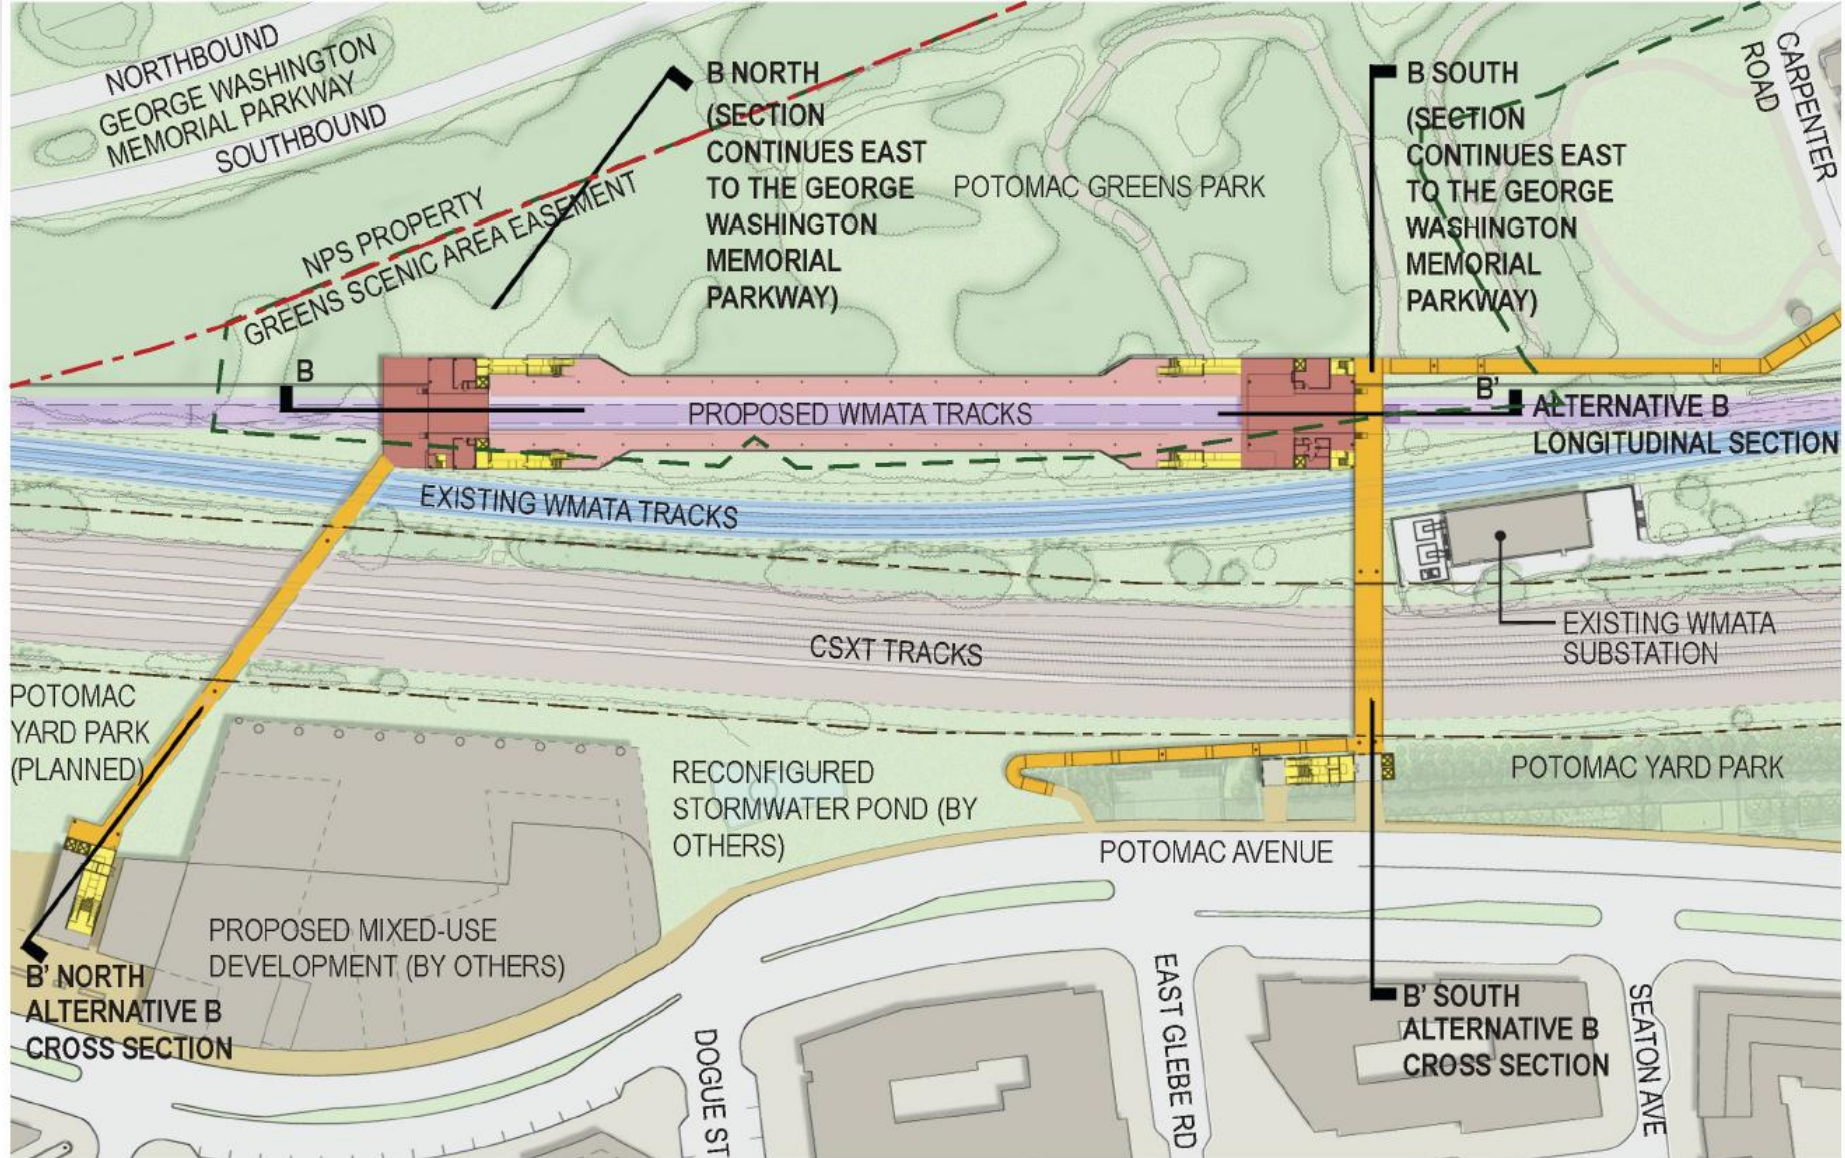 NORTHBOUND
GEORGE WASHINGTON
MEMORIAL PARKWAY
SOUTHBOUND
B NORTH
(SECTION
CONTINUES EAST
TO THE GEORGE
WASHINGTON
MEMORIAL
PARKWAY)
B SOUTH
(SECTION
CONTINUES EAST
TO THE GEORGE
WASHINGTON
MEMORIAL
PARKWAY)
CARPENTER
ROAD
POTOMAC GREENS PARK
NPS PROPERTY
GREENS SCENIC AREA EASEMENT
B
PROPOSED WMATA TRACKS
B'
ALTERNATIVE B
LONGITUDINAL SECTION
EXISTING WMATA TRACKS
EXISTING WMATA
SUBSTATION
CSXT TRACKS
POTOMAC
YARD PARK
(PLANNED)
RECONFIGURED
STORMWATER POND (BY
OTHERS)
POTOMAC YARD PARK
POTOMAC AVENUE
PROPOSED MIXED-USE
DEVELOPMENT (BY OTHERS)
B' NORTH
ALTERNATIVE B
CROSS SECTION
B' SOUTH
ALTERNATIVE B
CROSS SECTION
DOGUE ST
EAST GLEBE RD
SEATON AVE